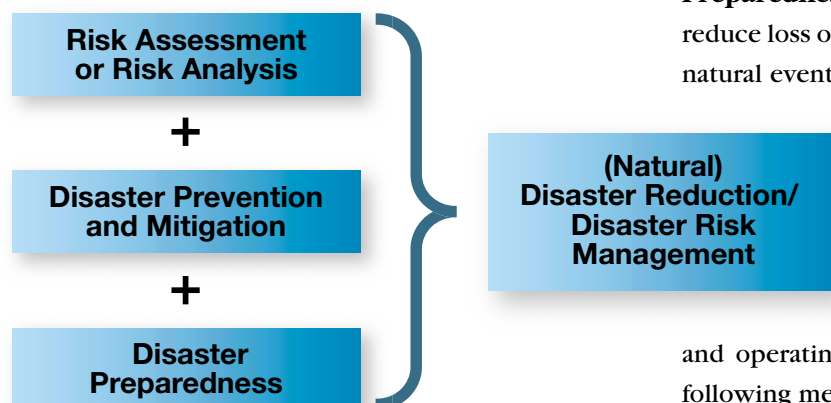 Risk Assessment
or Risk Analysis
+
Disaster Prevention
and Mitigation
+
Disaster
Preparedness
(Natural)
Disaster Reduction/
Disaster Risk
Management
reduce loss o
natural event
and operatin
following me